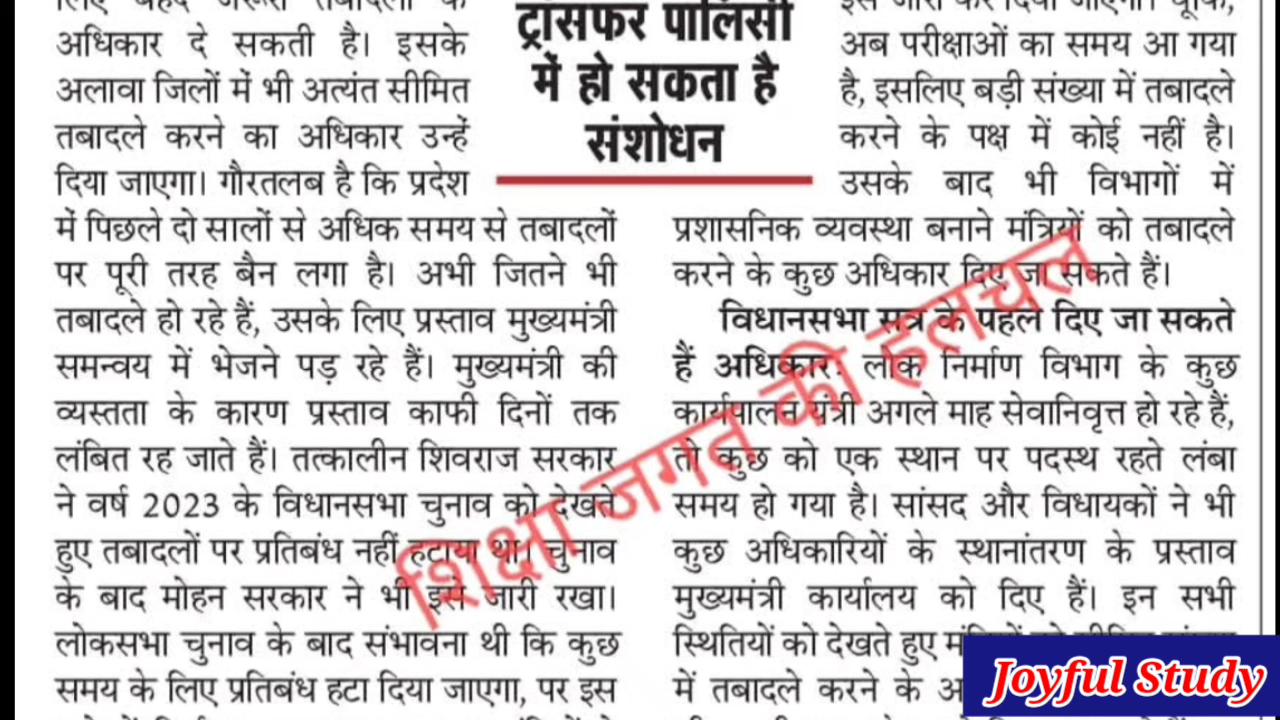 अधिकार दे सकती है। इसके
अलावा जिलों में भी अत्यंत सीमित
तबादले करने का अधिकार उन्हें
दिया जाएगा। गौरतलब है कि प्रदेश
में पिछले दो सालों से अधिक समय से तबादलों
पर पूरी तरह बैन लगा है। अभी जितने भी
तबादले हो रहे हैं, उसके लिए प्रस्ताव मुख्यमंत्री
समन्वय में भेजने पड़ रहे हैं। मुख्यमंत्री की
व्यस्तता के कारण प्रस्ताव काफी दिनों तक
लंबित रह जाते हैं। तत्कालीन शिवराज सरकार
ने वर्ष 2023 के विधानसभा चुनाव को देखते
हुए तबादलों पर प्रतिबंध नहीं हटाया था। चुनाव
के बाद मोहन सरकार ने भी इसे जारी रखा।
लोकसभा चुनाव के बाद संभावना थी कि कुछ
समय के लिए प्रतिबंध हटा दिया जाएगा, पर इस
ट्रांसफर पॉलिसी
में हो सकता है
संशोधन
अब परीक्षाओं का समय आ गया
है, इसलिए बड़ी संख्या में तबादले
करने के पक्ष में कोई नहीं है।
उसके बाद भी विभागों में
प्रशासनिक व्यवस्था बनाने मंत्रियों को तबादले
करने के कुछ अधिकार दिए जा सकते हैं।
विधानसभा सत्र के पहले दिए जा सकते
हैं अधिकार: लोक निर्माण विभाग के कुछ
कार्यपालन यंत्री अगले माह सेवानिवृत्त हो रहे हैं,
तो कुछ को एक स्थान पर पदस्थ रहते लंबा
समय हो गया है। सांसद और विधायकों ने भी
कुछ अधिकारियों के स्थानांतरण के प्रस्ताव
मुख्यमंत्री कार्यालय को दिए हैं। इन सभी
स्थितियों को देखते हुए
में तबादले करने के
शिक्षा जगत की हलचल
Joyful Study